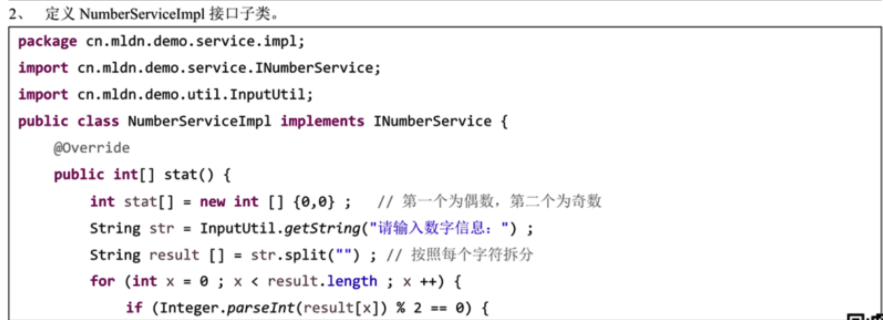 2、 定义 NumberServiceImpl 接口子类。
package cn.mldn.demo.service.impl;
import cn.mldn.demo.service.INumberService;
import cn.mldn.demo.util.InputUtil;
public class NumberServiceImpl implements INumberService {
@Override
public int[] stat() {
int stat[] = new int [] {0,0} ; // 第一个为偶数，第二个为奇数
String str = InputUtil.getString("请输入数字信息：") ;
String result [] = str.split("") ; // 按照每个字符拆分
for (int x = 0 ; x < result.length ; x ++) {
if (Integer.parseInt(result[x]) % 2 == 0) {